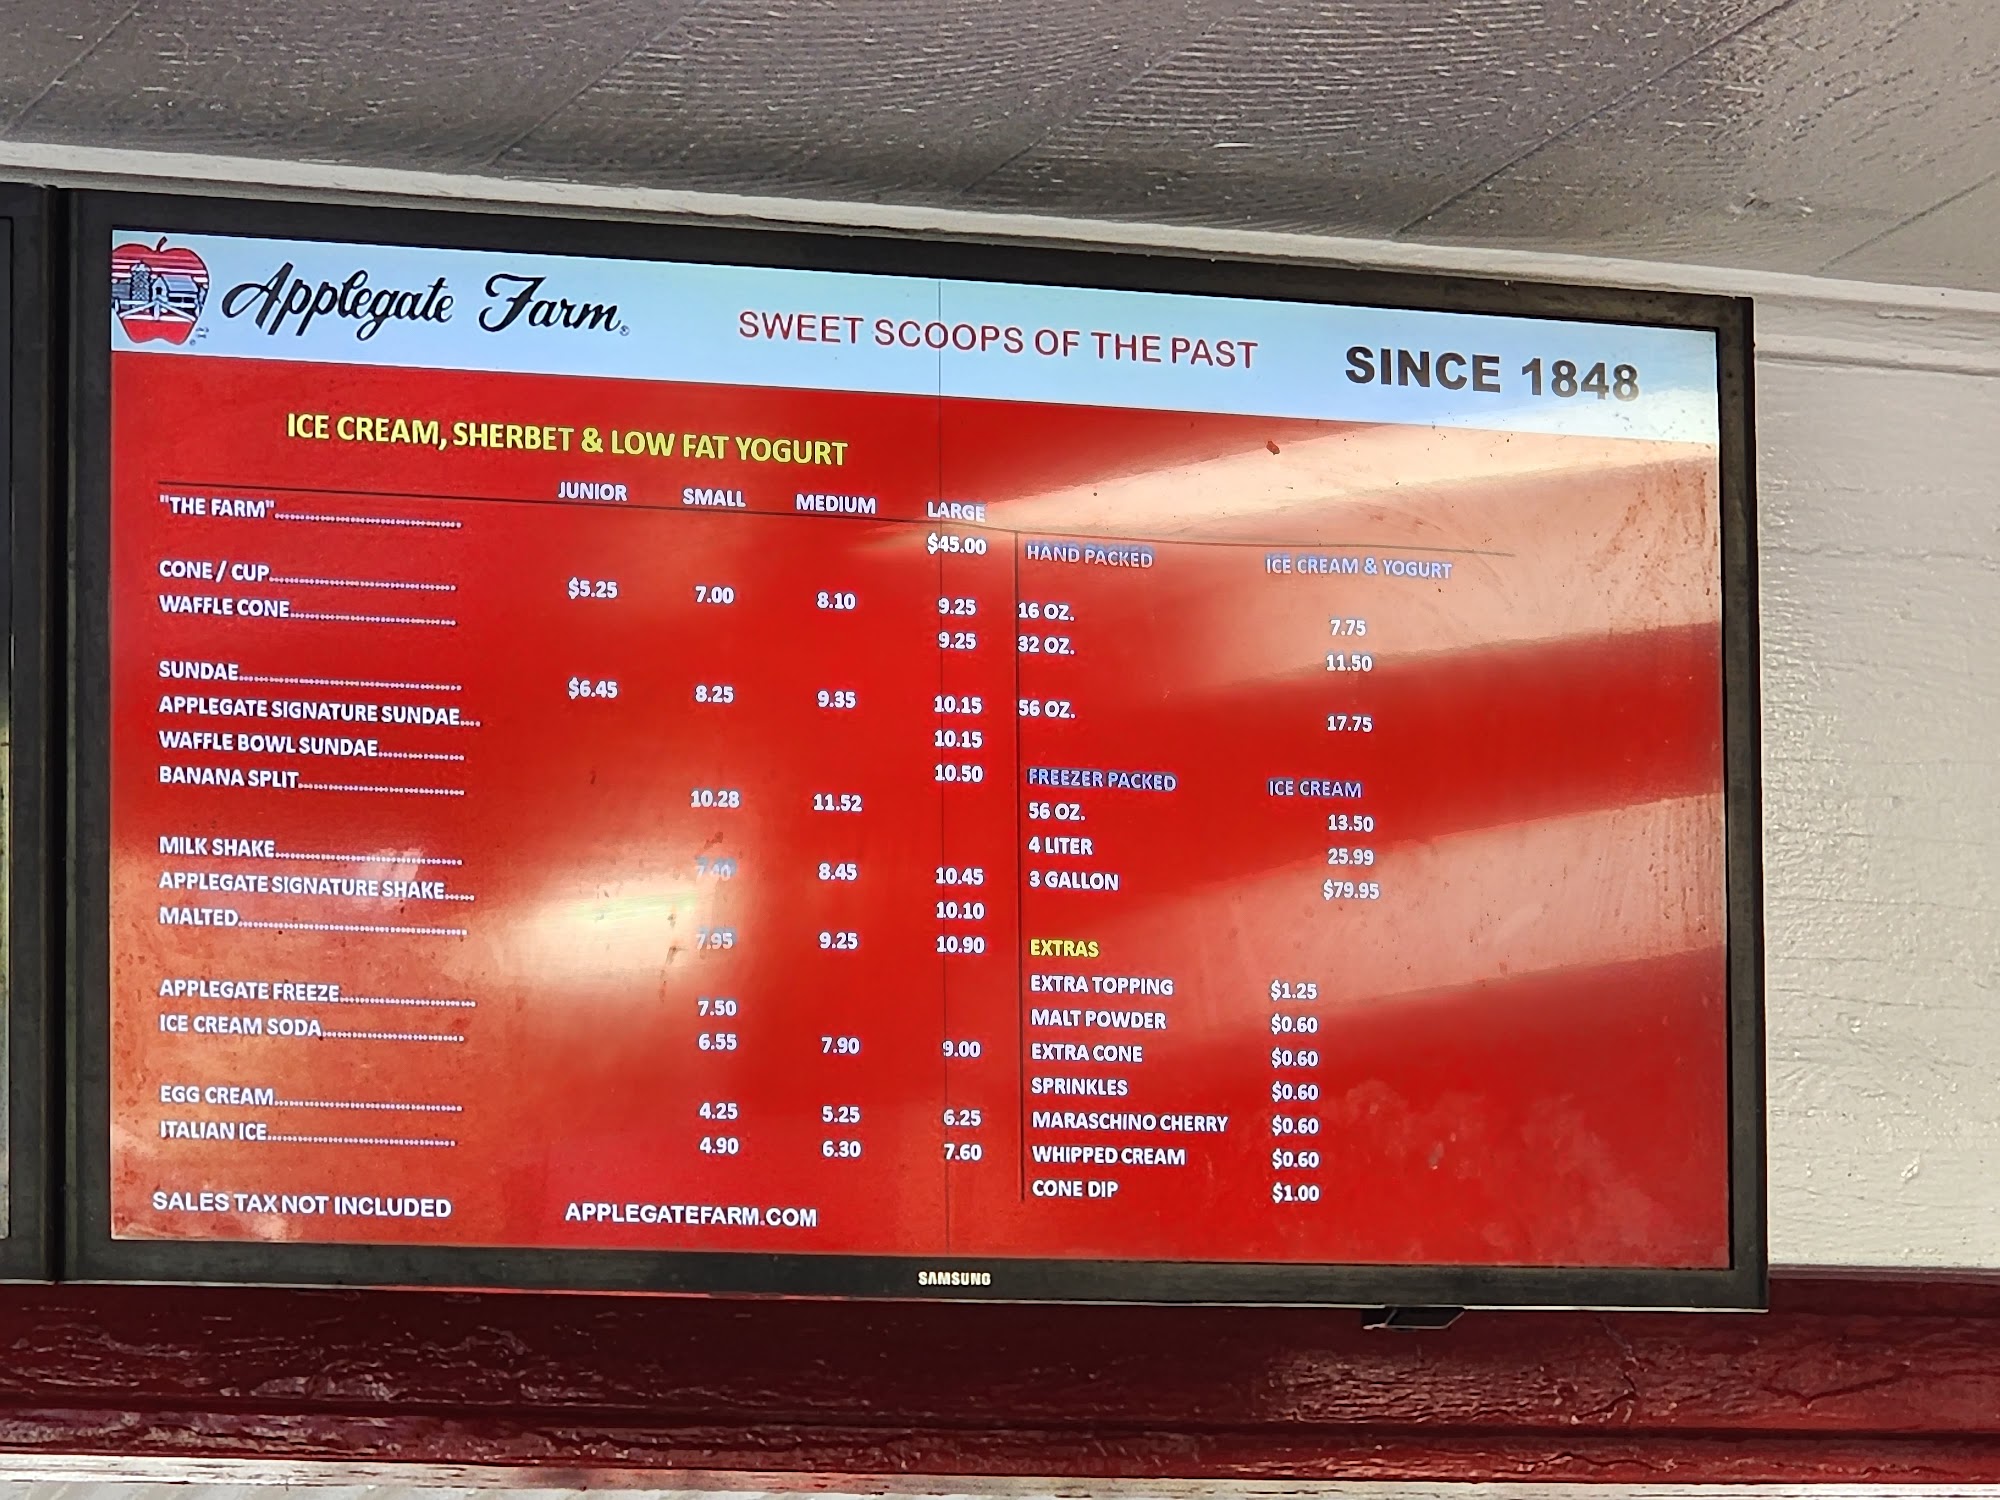 Applegate Farm
SWEET SCOOPS OF THE PAST
SINCE 1848
ICE CREAM, SHERBET & LOW FAT YOGURT
JUNIOR SMALL MEDIUM LARGE
"THE FARM"........ $45.00
CONE / CUP........ $5.25 7.00 8.10 9.25
WAFFLE CONE........ 9.25
SUNDAE........ $6.45 8.25 9.35 10.15
APPLEGATE SIGNATURE SUNDAE.... 10.15
WAFFLE BOWL SUNDAE........ 10.50
BANANA SPLIT........ 10.28 11.52
MILK SHAKE........ 8.45 10.45
APPLEGATE SIGNATURE SHAKE...... 10.10
MALTED........ 7.95 9.25 10.90
APPLEGATE FREEZE........ 7.50
ICE CREAM SODA........ 6.55 7.90 9.00
EGG CREAM........ 4.25 5.25 6.25
ITALIAN ICE........ 4.90 6.30 7.60
SALES TAX NOT INCLUDED
APPLEGATEFARM.COM
HAND PACKED ICE CREAM & YOGURT
16 OZ. 7.75
32 OZ. 11.50
56 OZ. 17.75
FREEZER PACKED ICE CREAM
56 OZ. 13.50
4 LITER 25.99
3 GALLON $79.95
EXTRAS
EXTRA TOPPING $1.25
MALT POWDER $0.60
EXTRA CONE $0.60
SPRINKLES $0.60
MARASCHINO CHERRY $0.60
WHIPPED CREAM $0.60
CONE DIP $1.00
SAMSUNG